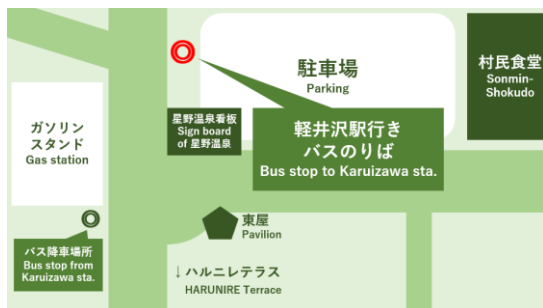 駐車場
Parking
村民食堂
Sonmin-
Shokudo
星野温泉看板
Sign board
of 星野温泉
軽井沢駅行き
バスのりば
Bus stop to Karuizawa sta.
ガソリン
スタンド
Gas station
バス降車場所
Bus stop from
Karuizawa sta.
東屋
Pavilion
↓ハルニレテラス
HARUNIRE Terrace